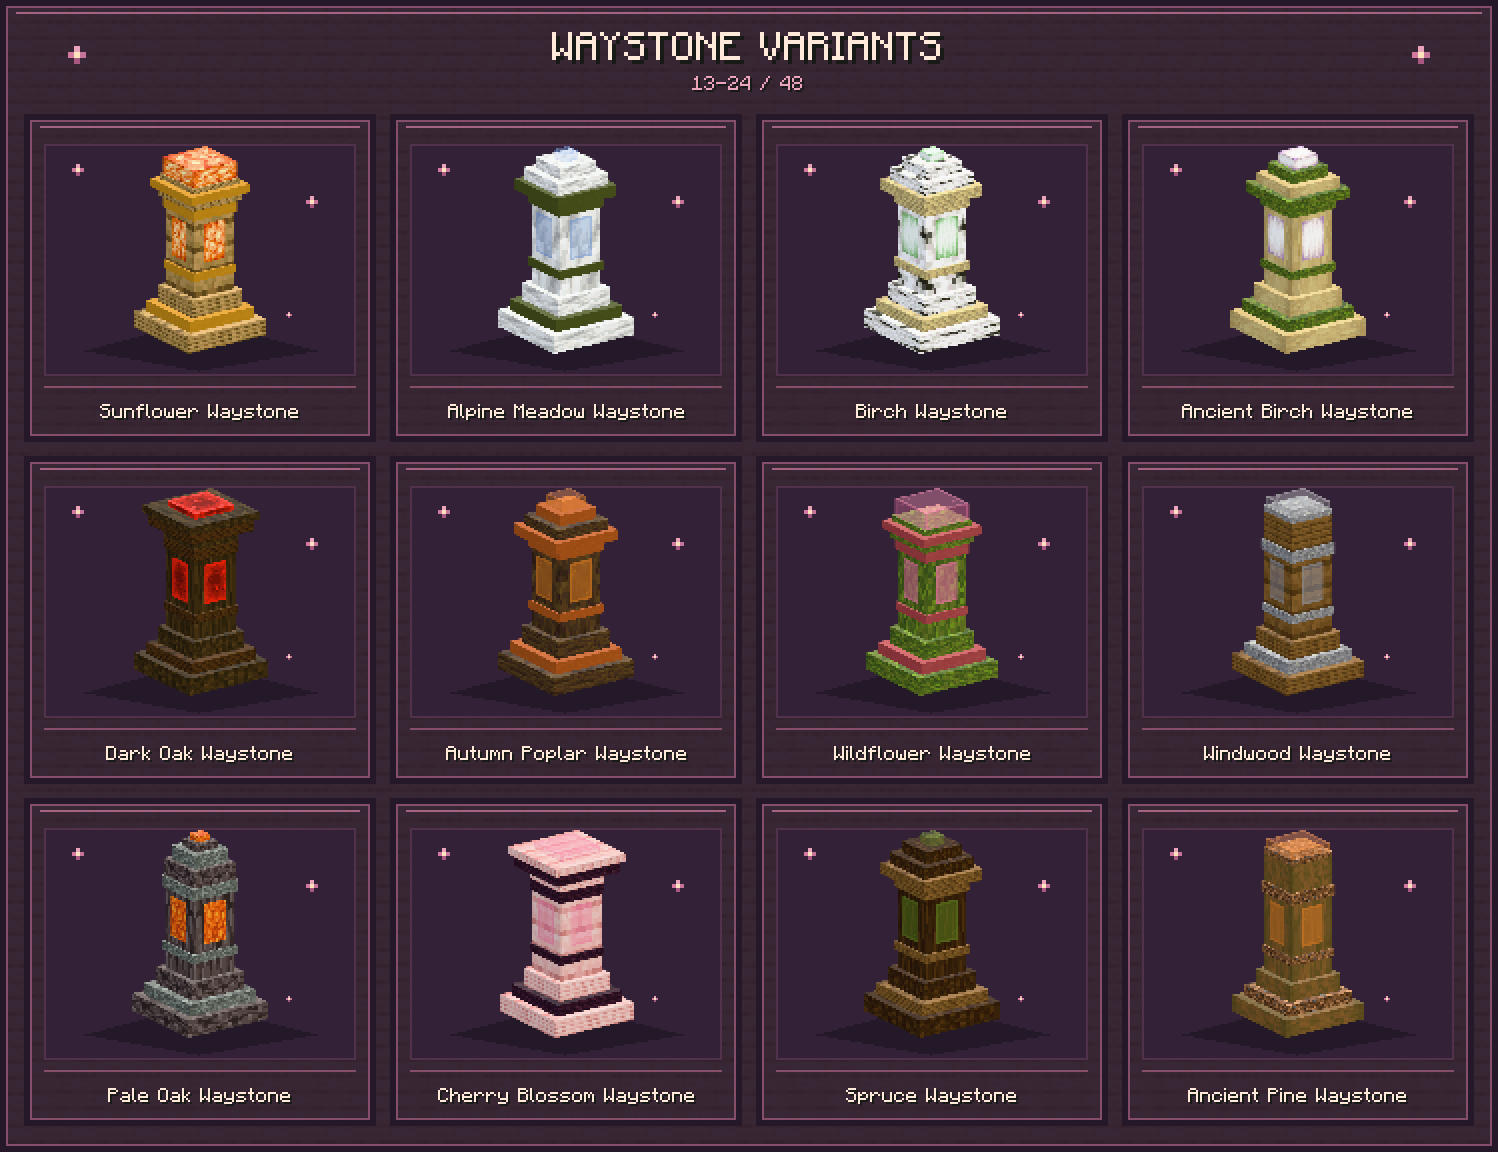 WAYSTONE VARIANTS
13-24 / 48
Sunflower Waystone
Alpine Meadow Waystone
Birch Waystone
Ancient Birch Waystone
Dark Oak Waystone
Autumn Poplar Waystone
Wildflower Waystone
Windwood Waystone
Pale Oak Waystone
Cherry Blossom Waystone
Spruce Waystone
Ancient Pine Waystone